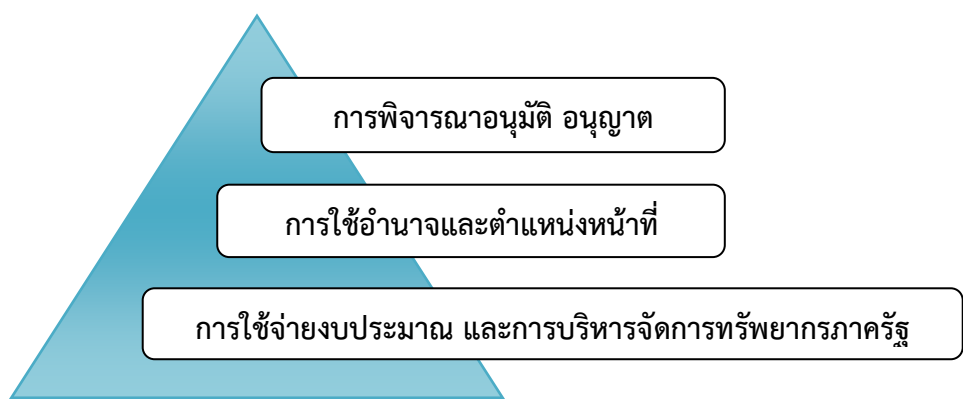 การพิจารณาอนุมัติ อนุญาต
การใช้อำนาจและตำแหน่งหน้าที่
การใช้จ่ายงบประมาณ และการบริหารจัดการทรัพยากรภาครัฐ